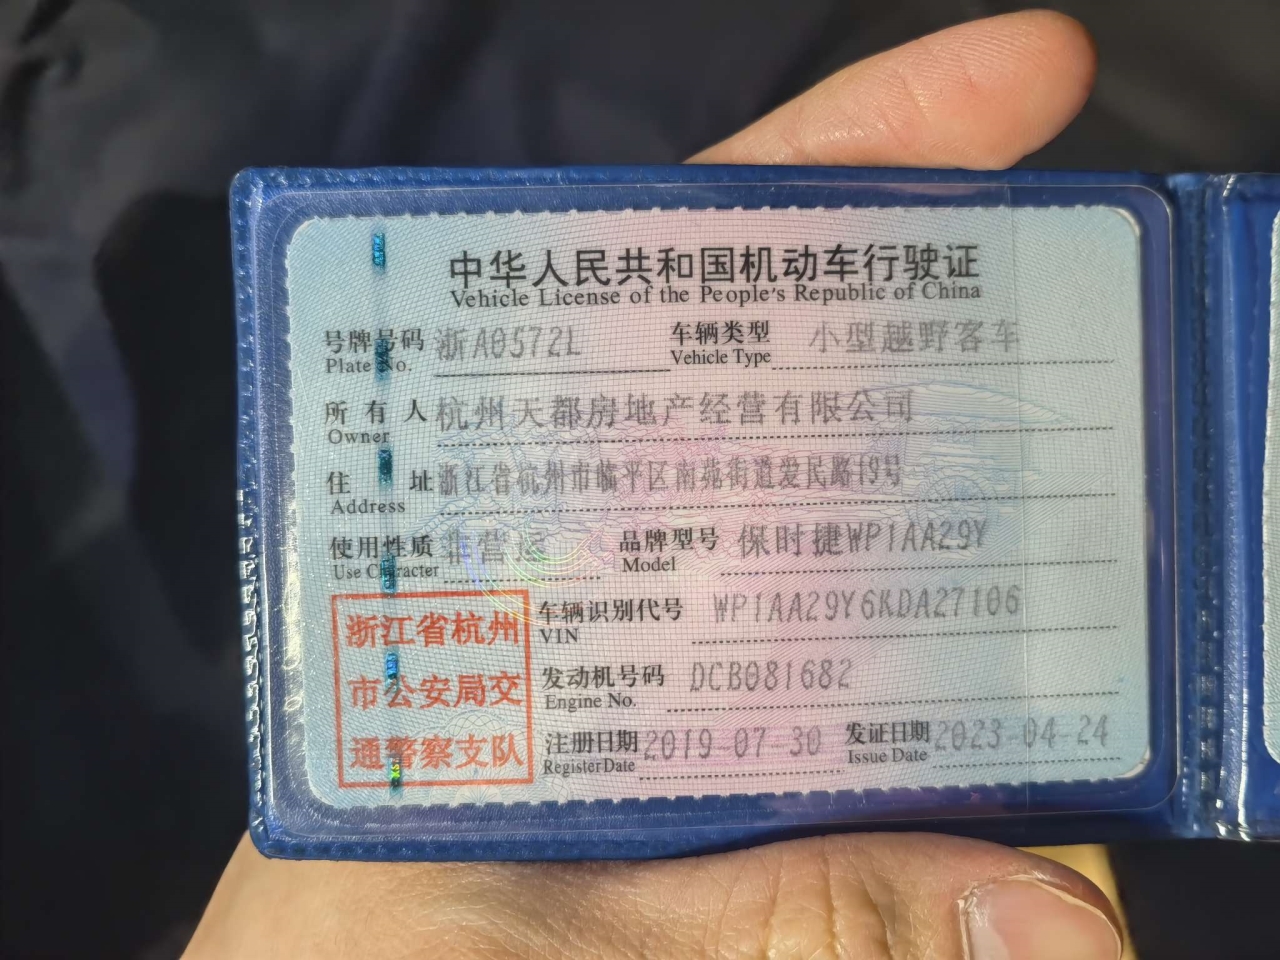 中华人民共和国机动车行驶证
Vehicle License of the People's Republic of China
号牌号码 浙A0572L 车辆类型 小型越野客车
Plate No. Vehicle Type
所有人 杭州天都房地产经营有限公司
Owner
住址 浙江省杭州市临平区南苑街道爱民路19号
Address
使用性质 非营运 品牌型号 保时捷WP1AA29Y
Use Character Model
车辆识别代号 WP1AA29Y6KDA27106
VIN
发动机号码 DCB081682
Engine No.
注册日期 2019-07-30 发证日期 2023-04-24
Register Date Issue Date
浙江省杭州
市公安局交
通警察支队